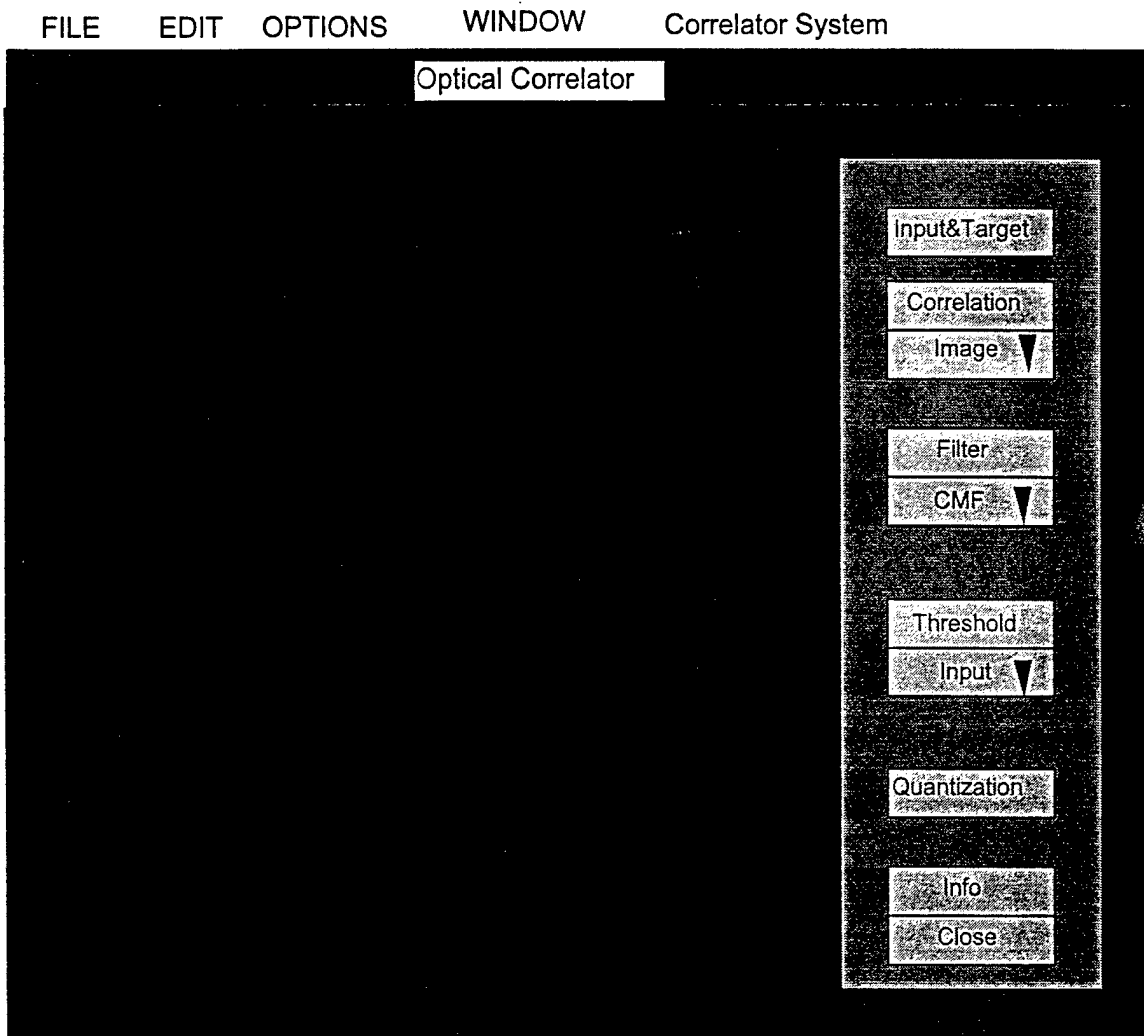 FILE EDIT OPTIONS WINDOW Correlator System
Optical Correlator
Input&Target
Correlation
Image
Filter
CMF
Threshold
Input
Quantization
Info
Close